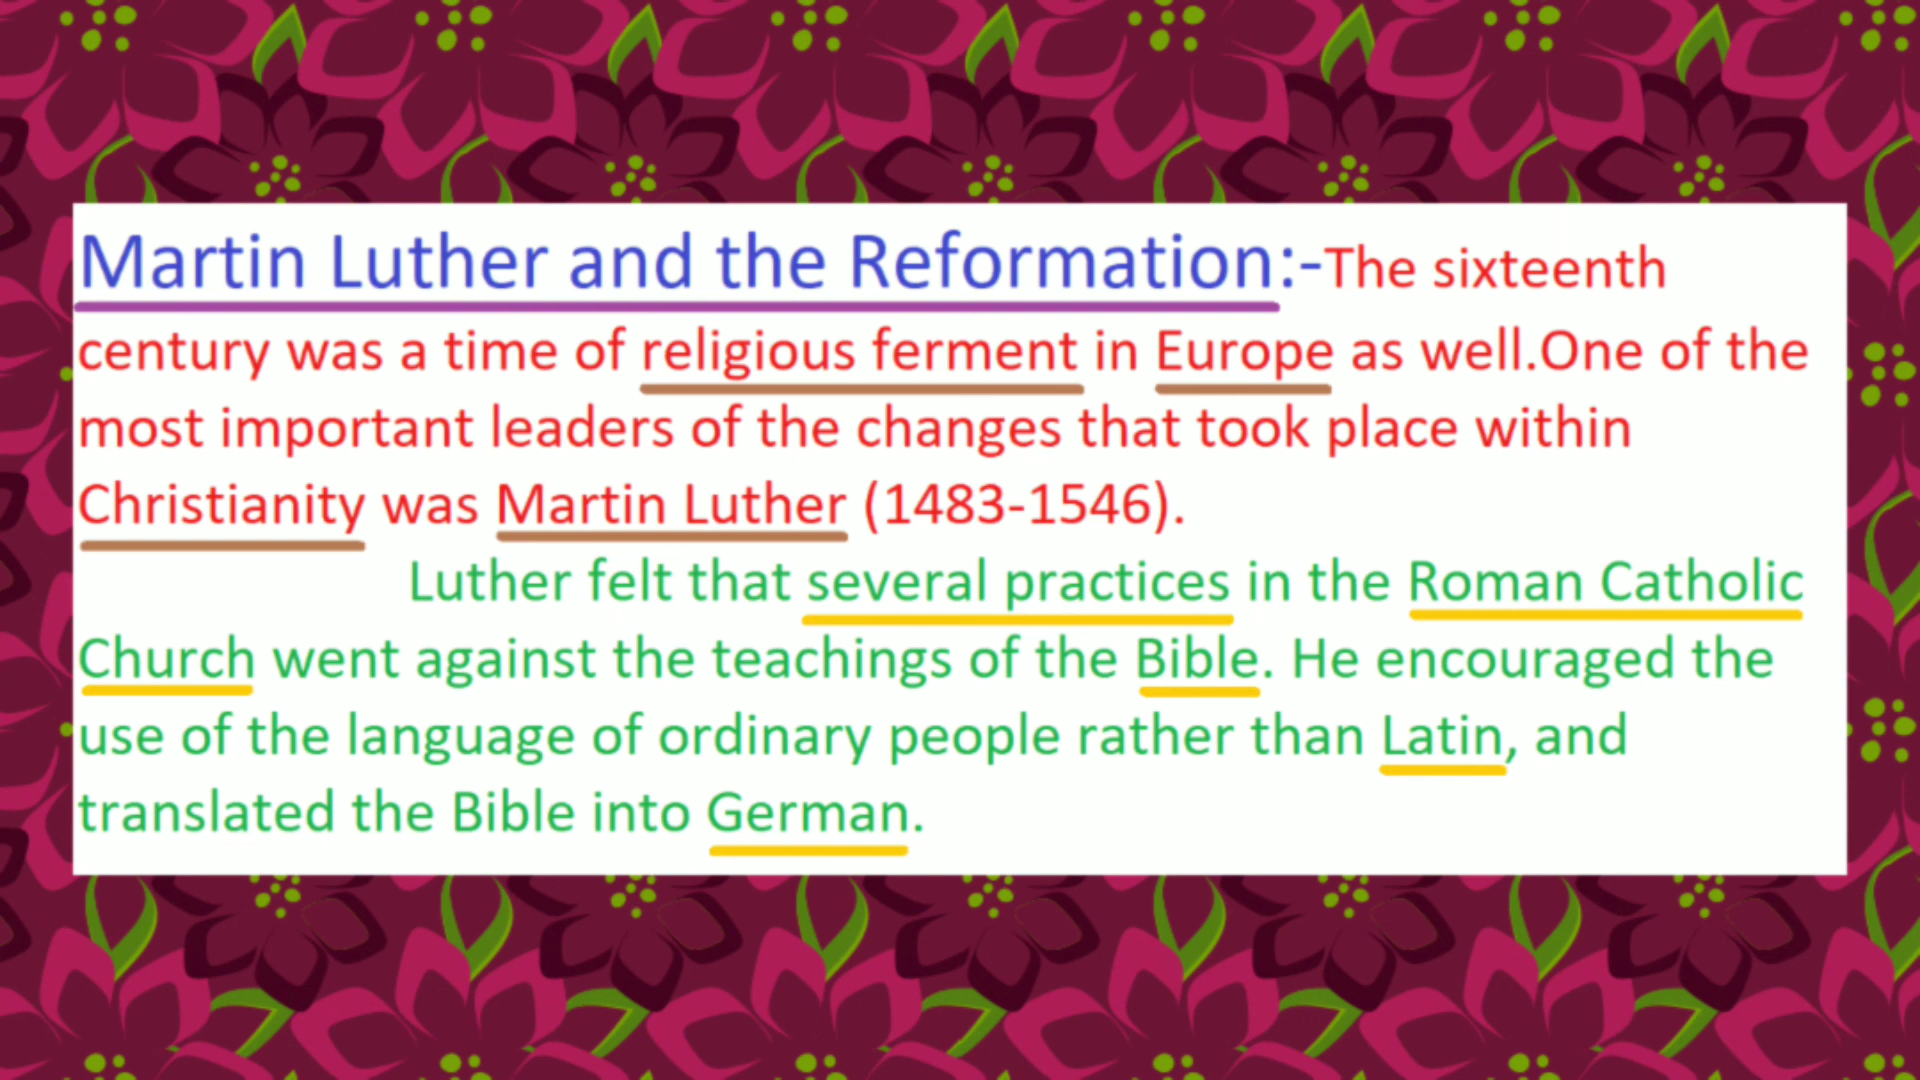 Martin Luther and the Reformation:-The sixteenth
century was a time of religious ferment in Europe as well.One of the
most important leaders of the changes that took place within
Christianity was Martin Luther (1483-1546).
Luther felt that several practices in the Roman Catholic
Church went against the teachings of the Bible. He encouraged the
use of the language of ordinary people rather than Latin, and
translated the Bible into German.